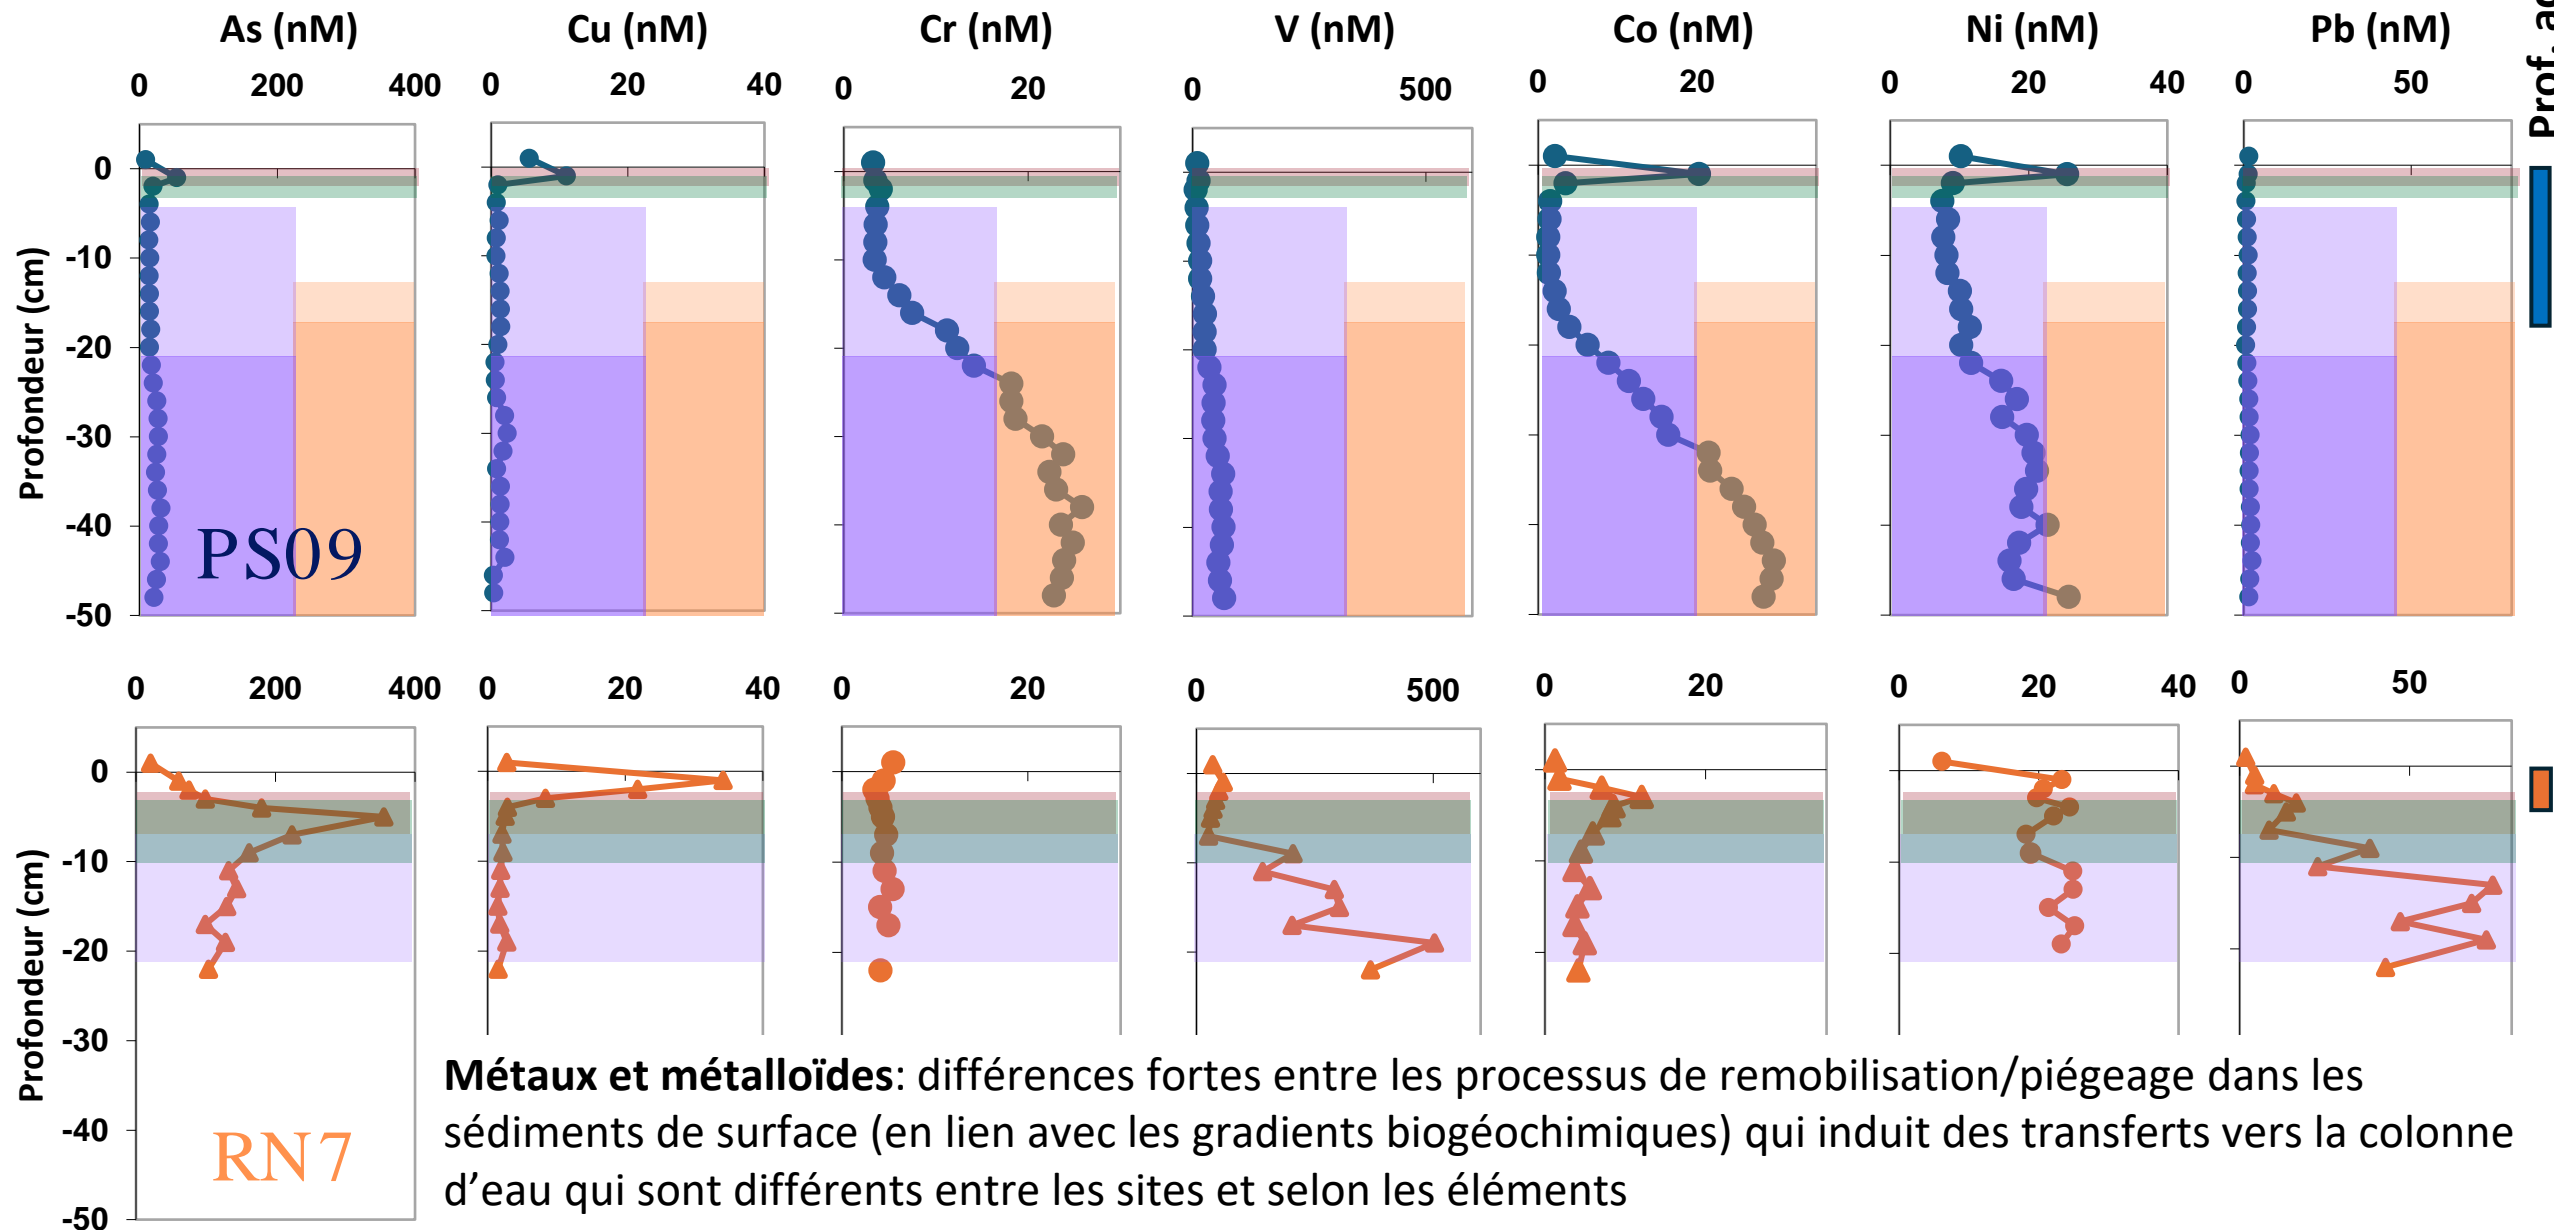 As (nM) Cu (nM) Cr (nM) V (nM) Co (nM) Ni (nM) Pb (nM)
0 200 400 0 20 40 0 20 0 500 0 20 0 20 40 0 50
Prof.
Profondeur (cm)
0
-10
-20
-30
-40
-50
PS09
0 200 400 0 20 40 0 20 0 500 0 20 0 20 40 0 50
Profondeur (cm)
0
-10
-20
-30
-40
-50
RN7
Métaux et métalloïdes: différences fortes entre les processus de remobilisation/piégeage dans les
sédiments de surface (en lien avec les gradients biogéochimiques) qui induit des transferts vers la colonne
d'eau qui sont différents entre les sites et selon les éléments